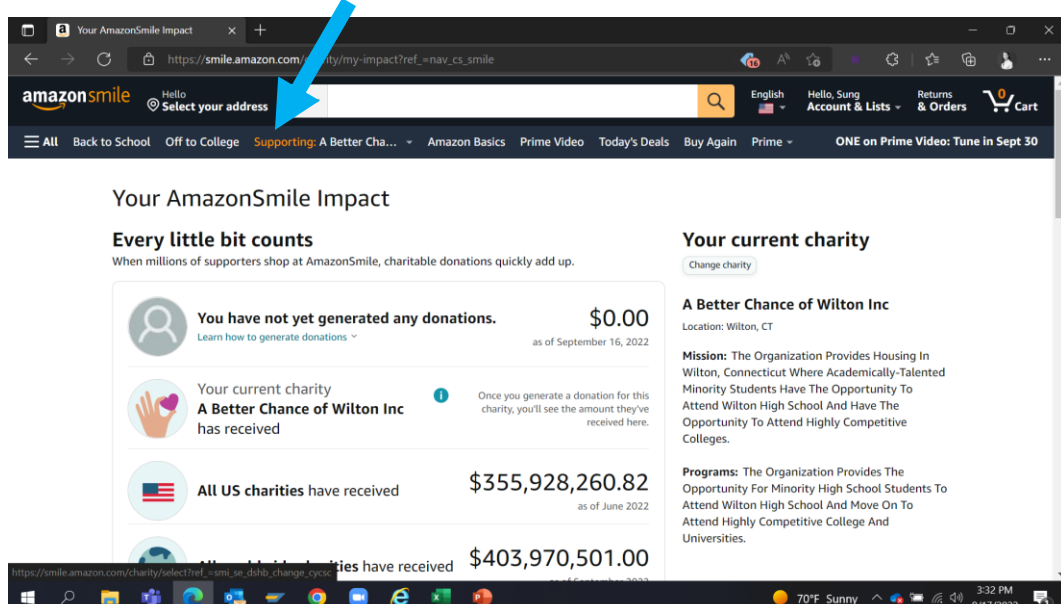 Your AmazonSmile Impact
https://smile.amazon.com/ ity/my-impact?ref_=nav_cs_smile
16
amazonsmile
Hello
Select your address
English
Hello, Sung
Account & Lists
Returns
& Orders
0
Cart
All Back to School Off to College Supporting: A Better Cha... Amazon Basics Prime Video Today's Deals Buy Again Prime ONE on Prime Video: Tune in Sept 30
Your AmazonSmile Impact
Every little bit counts
When millions of supporters shop at AmazonSmile, charitable donations quickly add up.
You have not yet generated any donations.
Learn how to generate donations
$0.00
as of September 16, 2022
Your current charity
A Better Chance of Wilton Inc
has received
Once you generate a donation for this
charity, you'll see the amount they've
received here.
All US charities have received
$355,928,260.82
as of June 2022
ities have received
$403,970,501.00
Your current charity
Change charity
A Better Chance of Wilton Inc
Location: Wilton, CT
Mission: The Organization Provides Housing In
Wilton, Connecticut Where Academically-Talented
Minority Students Have The Opportunity To
Attend Wilton High School And Have The
Opportunity To Attend Highly Competitive
Colleges.
Programs: The Organization Provides The
Opportunity For Minority High School Students To
Attend Wilton High School And Move On To
Attend Highly Competitive College And
Universities.
https://smile.amazon.com/charity/select?ref_=smi_se_dshb_change_cycsc
70°F Sunny
3:32 PM